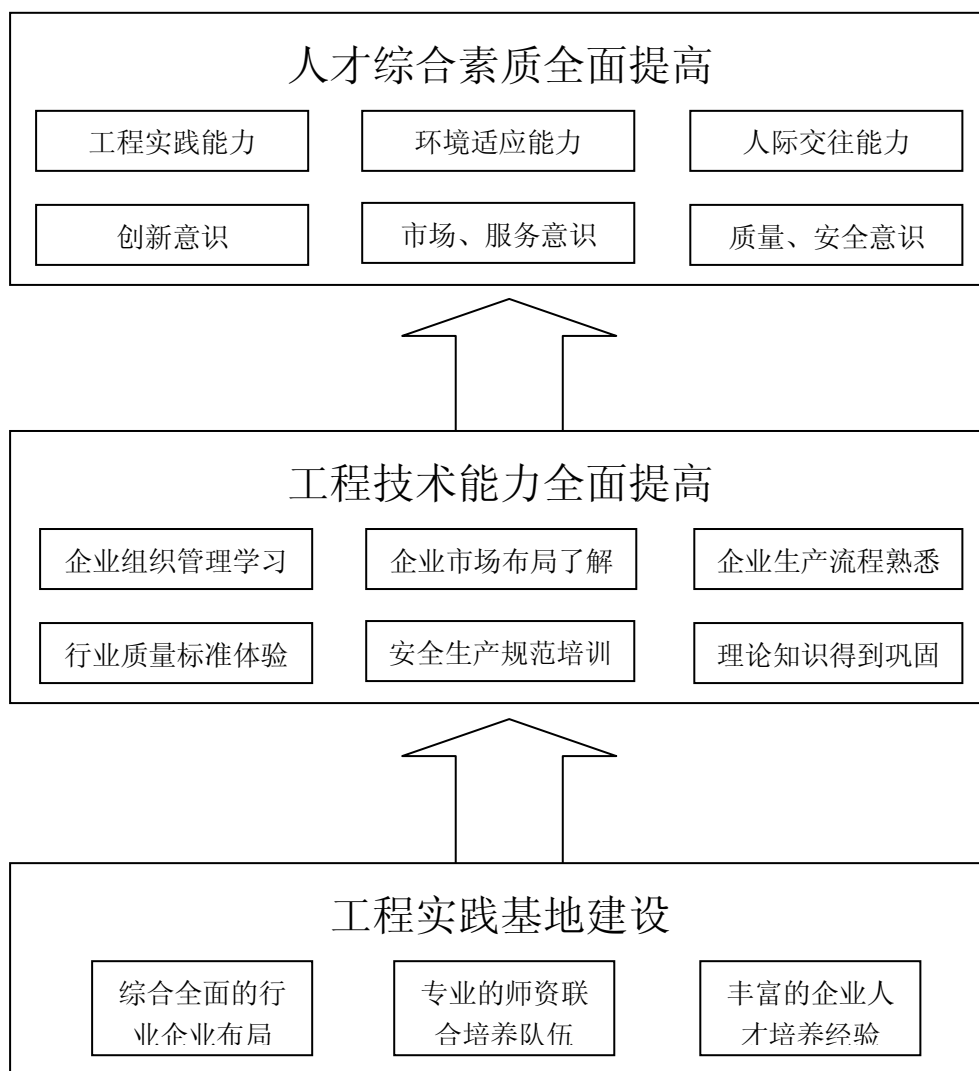 人才综合素质全面提高
工程实践能力
环境适应能力
人际交往能力
创新意识
市场、服务意识
质量、安全意识
工程技术能力全面提高
企业组织管理学习
企业市场布局了解
企业生产流程熟悉
行业质量标准体验
安全生产规范培训
理论知识得到巩固
工程实践基地建设
综合全面的行
业企业布局
专业的师资联
合培养队伍
丰富的企业人
才培养经验